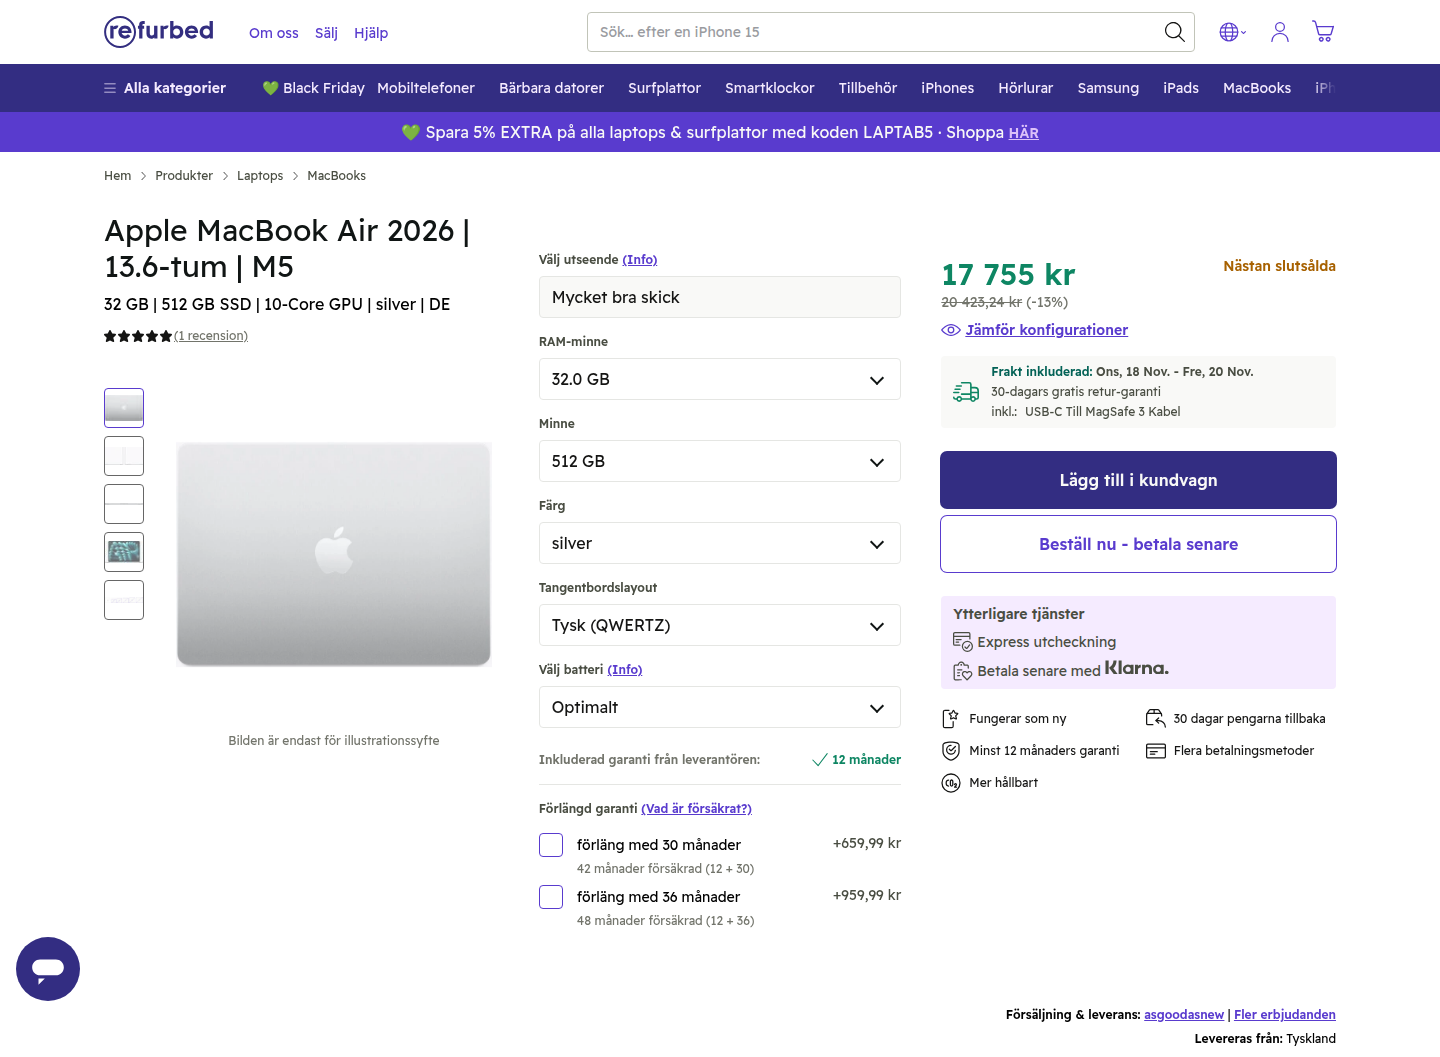 refurbed
Om oss
Sälj
Hjälp
Sök... efter en iPhone 15
Alla kategorier
💚 Black Friday
Mobiltelefoner
Bärbara datorer
Surfplattor
Smartklockor
Tillbehör
iPhones
Hörlurar
Samsung
iPads
MacBooks
iPh
💚 Spara 5% EXTRA på alla laptops & surfplattor med koden LAPTAB5 · Shoppa HÄR
Hem > Produkter > Laptops > MacBooks
Apple MacBook Air 2026 |
13.6-tum | M5
32 GB | 512 GB SSD | 10-Core GPU | silver | DE
(1 recension)
Bilden är endast för illustrationssyfte
Välj utseende (Info)
Mycket bra skick
RAM-minne
32.0 GB
Minne
512 GB
Färg
silver
Tangentbordslayout
Tysk (QWERTZ)
Välj batteri (Info)
Optimalt
Inkluderad garanti från leverantören:
12 månader
Förlängd garanti (Vad är försäkrat?)
förläng med 30 månader
+659,99 kr
42 månader försäkrad (12 + 30)
förläng med 36 månader
+959,99 kr
48 månader försäkrad (12 + 36)
17 755 kr
Nästan slutsålda
20 423,24 kr (-13%)
Jämför konfigurationer
Frakt inkluderad: Ons, 18 Nov. - Fre, 20 Nov.
30-dagars gratis retur-garanti
inkl.: USB-C Till MagSafe 3 Kabel
Lägg till i kundvagn
Beställ nu - betala senare
Ytterligare tjänster
Express utcheckning
Betala senare med Klarna.
Fungerar som ny
30 dagar pengarna tillbaka
Minst 12 månaders garanti
Flera betalningsmetoder
Mer hållbart
Försäljning & leverans: asgoodasnew | Fler erbjudanden
Levereras från: Tyskland